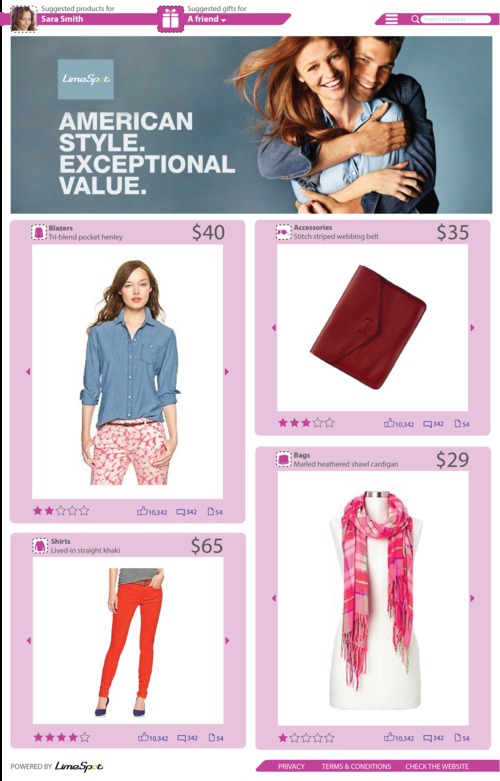 Suggested products for
Sara Smith
Suggested gifts for
A friend
Search Products
LimeSpot
AMERICAN
STYLE.
EXCEPTIONAL
VALUE.
Blazers
Tri-blend pocket henley
$40
10,342 342 54
Accessories
Stitch striped webbing belt
$35
10,342 342 54
Shirts
Lived-in straight khaki
$65
10,342 342 54
Bags
Marled heathered shawl cardigan
$29
10,342 342 54
POWERED BY LimeSpot
PRIVACY TERMS & CONDITIONS CHECK THE WEBSITE